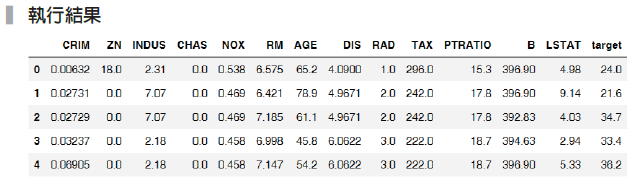 執行結果
CRIM ZN INDUS CHAS NOX RM AGE DIS RAD TAX PTRATIO B LSTAT target
0 0.00632 18.0 2.31 0.0 0.538 6.575 65.2 4.0900 1.0 296.0 15.3 396.90 4.98 24.0
1 0.02731 0.0 7.07 0.0 0.469 6.421 78.9 4.9671 2.0 242.0 17.8 396.90 9.14 21.6
2 0.02729 0.0 7.07 0.0 0.469 7.185 61.1 4.9671 2.0 242.0 17.8 392.83 4.03 34.7
3 0.03237 0.0 2.18 0.0 0.458 6.998 45.8 6.0622 3.0 222.0 18.7 394.63 2.94 33.4
4 0.06905 0.0 2.18 0.0 0.458 7.147 54.2 6.0622 3.0 222.0 18.7 396.90 5.33 36.2